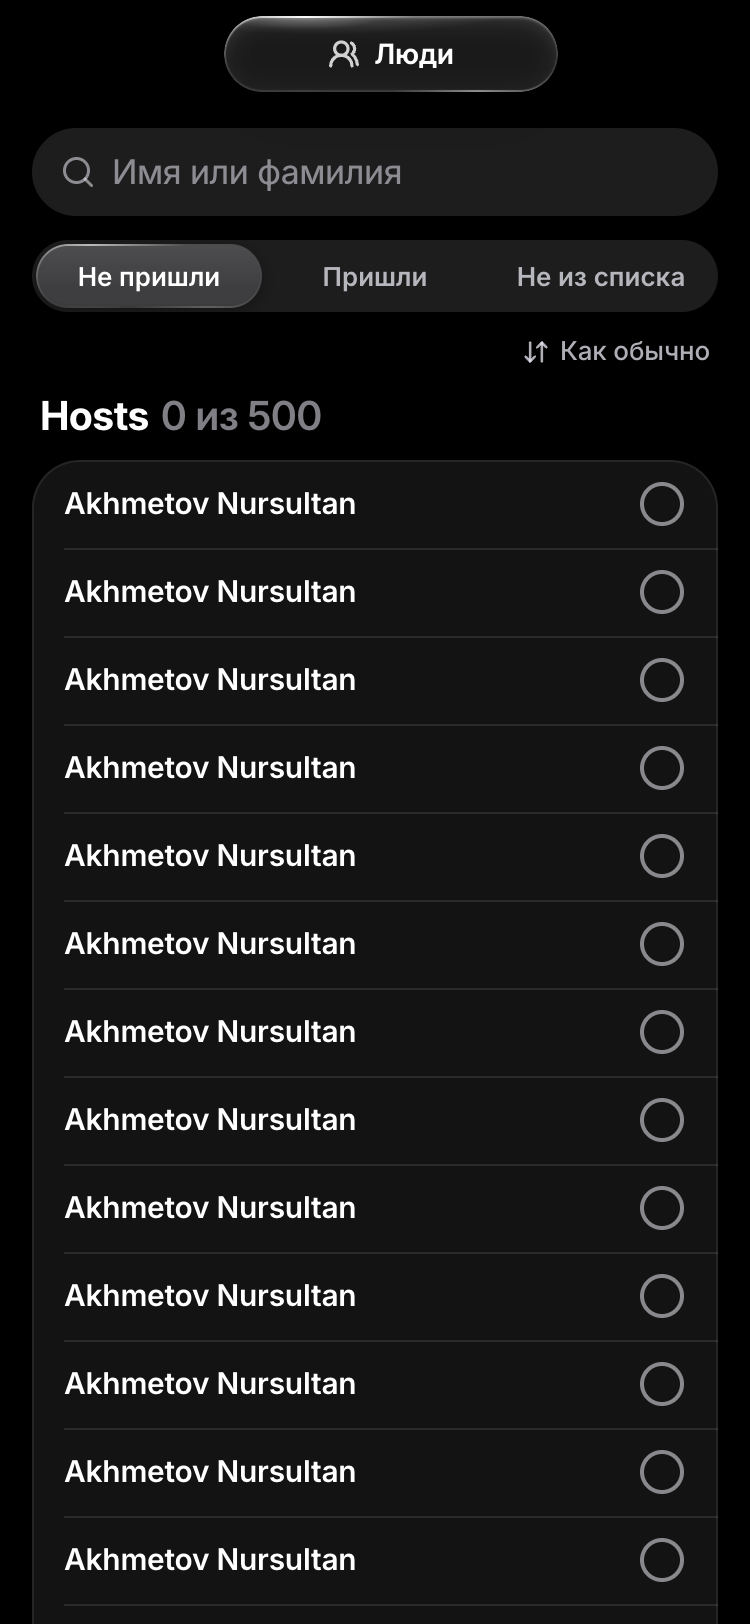 Люди
Имя или фамилия
Не пришли Пришли Не из списка
Как обычно
Hosts 0 из 500
Akhmetov Nursultan
Akhmetov Nursultan
Akhmetov Nursultan
Akhmetov Nursultan
Akhmetov Nursultan
Akhmetov Nursultan
Akhmetov Nursultan
Akhmetov Nursultan
Akhmetov Nursultan
Akhmetov Nursultan
Akhmetov Nursultan
Akhmetov Nursultan
Akhmetov Nursultan